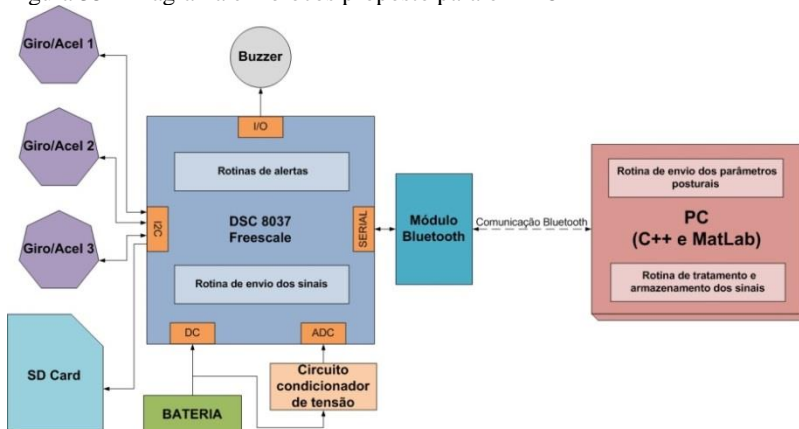 Giro/Acel 1
Giro/Acel 2
Giro/Acel 3
SD Card
Buzzer
I/O
Rotinas de alertas
DSC 8037
Freescale
I2C
SERIAL
Rotina de envio dos sinais
DC
ADC
BATERIA
Circuito
condicionador
de tensão
Módulo
Bluetooth
Comunicação Bluetooth
Rotina de envio dos parâmetros
posturais
PC
(C++ e MatLab)
Rotina de tratamento e
armazenamento dos sinais